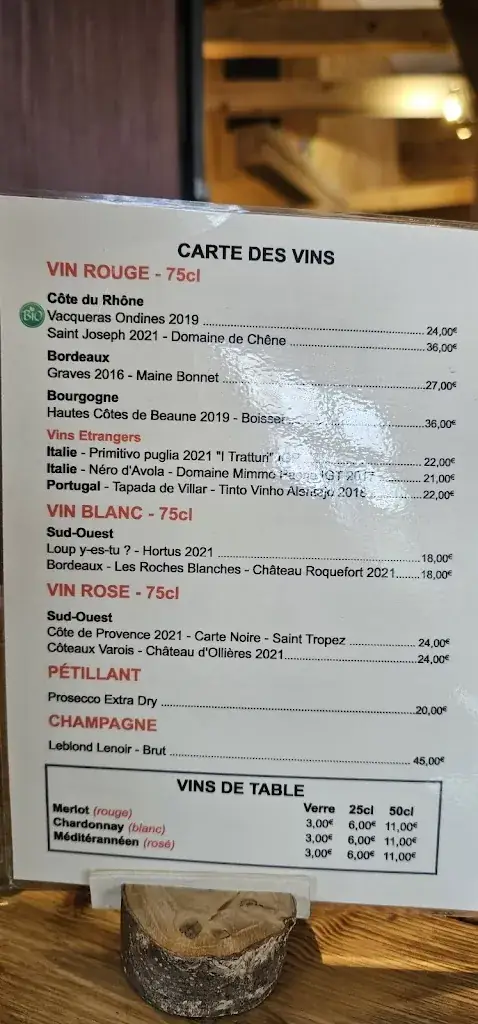 CARTE DES VINS
VIN ROUGE - 75cl
Côte du Rhône
BIO Vacqueras Ondines 2019 ... 24,00€
Saint Joseph 2021 - Domaine de Chêne ... 36,00€
Bordeaux
Graves 2016 - Maine Bonnet ... 27,00€
Bourgogne
Hautes Côtes de Beaune 2019 - ... 36,00€
Vins Etrangers
Italie - Primitivo puglia 2021 "I Tratturi" IGP ... 22,00€
Italie - Néro d'Avola - Domaine Mimmo IGT 2017 ... 21,00€
Portugal - Tapada de Villar - Tinto Vinho Alentejo 2018 ... 22,00€
VIN BLANC - 75cl
Sud-Ouest
Loup y-es-tu ? - Hortus 2021 ... 18,00€
Bordeaux - Les Roches Blanches - Château Roquefort 2021 ... 18,00€
VIN ROSE - 75cl
Sud-Ouest
Côte de Provence 2021 - Carte Noire - Saint Tropez ... 24,00€
Côteaux Varois - Château d'Ollières 2021 ... 24,00€
PÉTILLANT
Prosecco Extra Dry ... 20,00€
CHAMPAGNE
Leblond Lenoir - Brut ... 45,00€
VINS DE TABLE
Verre 25cl 50cl
Merlot (rouge) 3,00€ 6,00€ 11,00€
Chardonnay (blanc) 3,00€ 6,00€ 11,00€
Méditérannéen (rosé) 3,00€ 6,00€ 11,00€